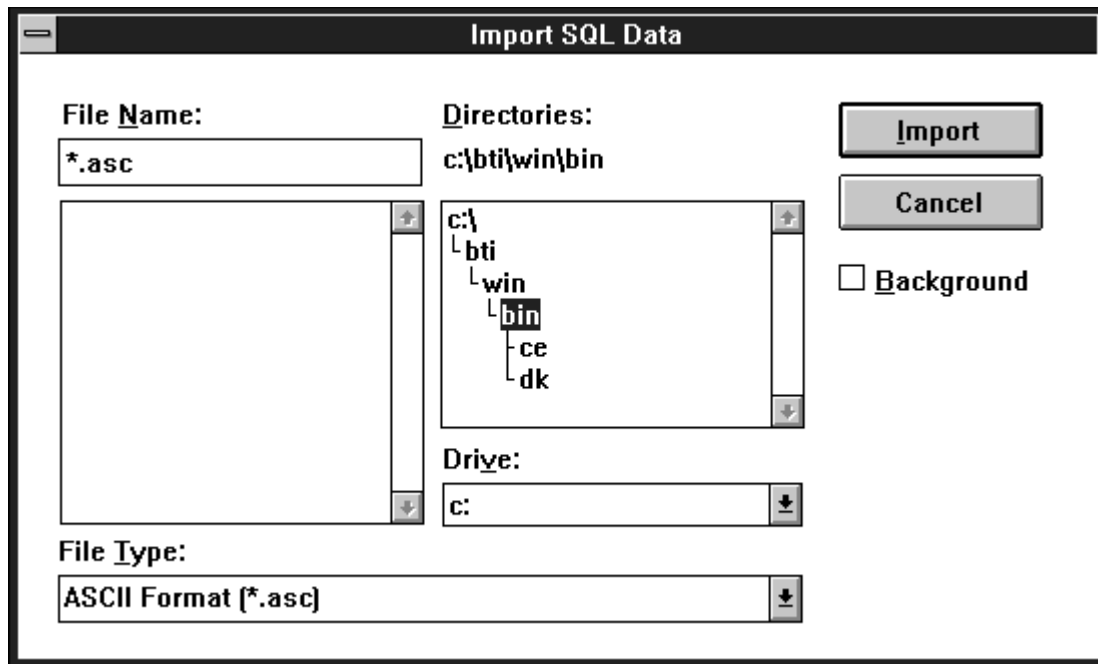 Import SQL Data
File Name:
*.asc
Directories:
c:\bti\win\bin
c:\
bti
win
bin
ce
dk
Drive:
c:
File Type:
ASCII Format (*.asc)
Import
Cancel
Background